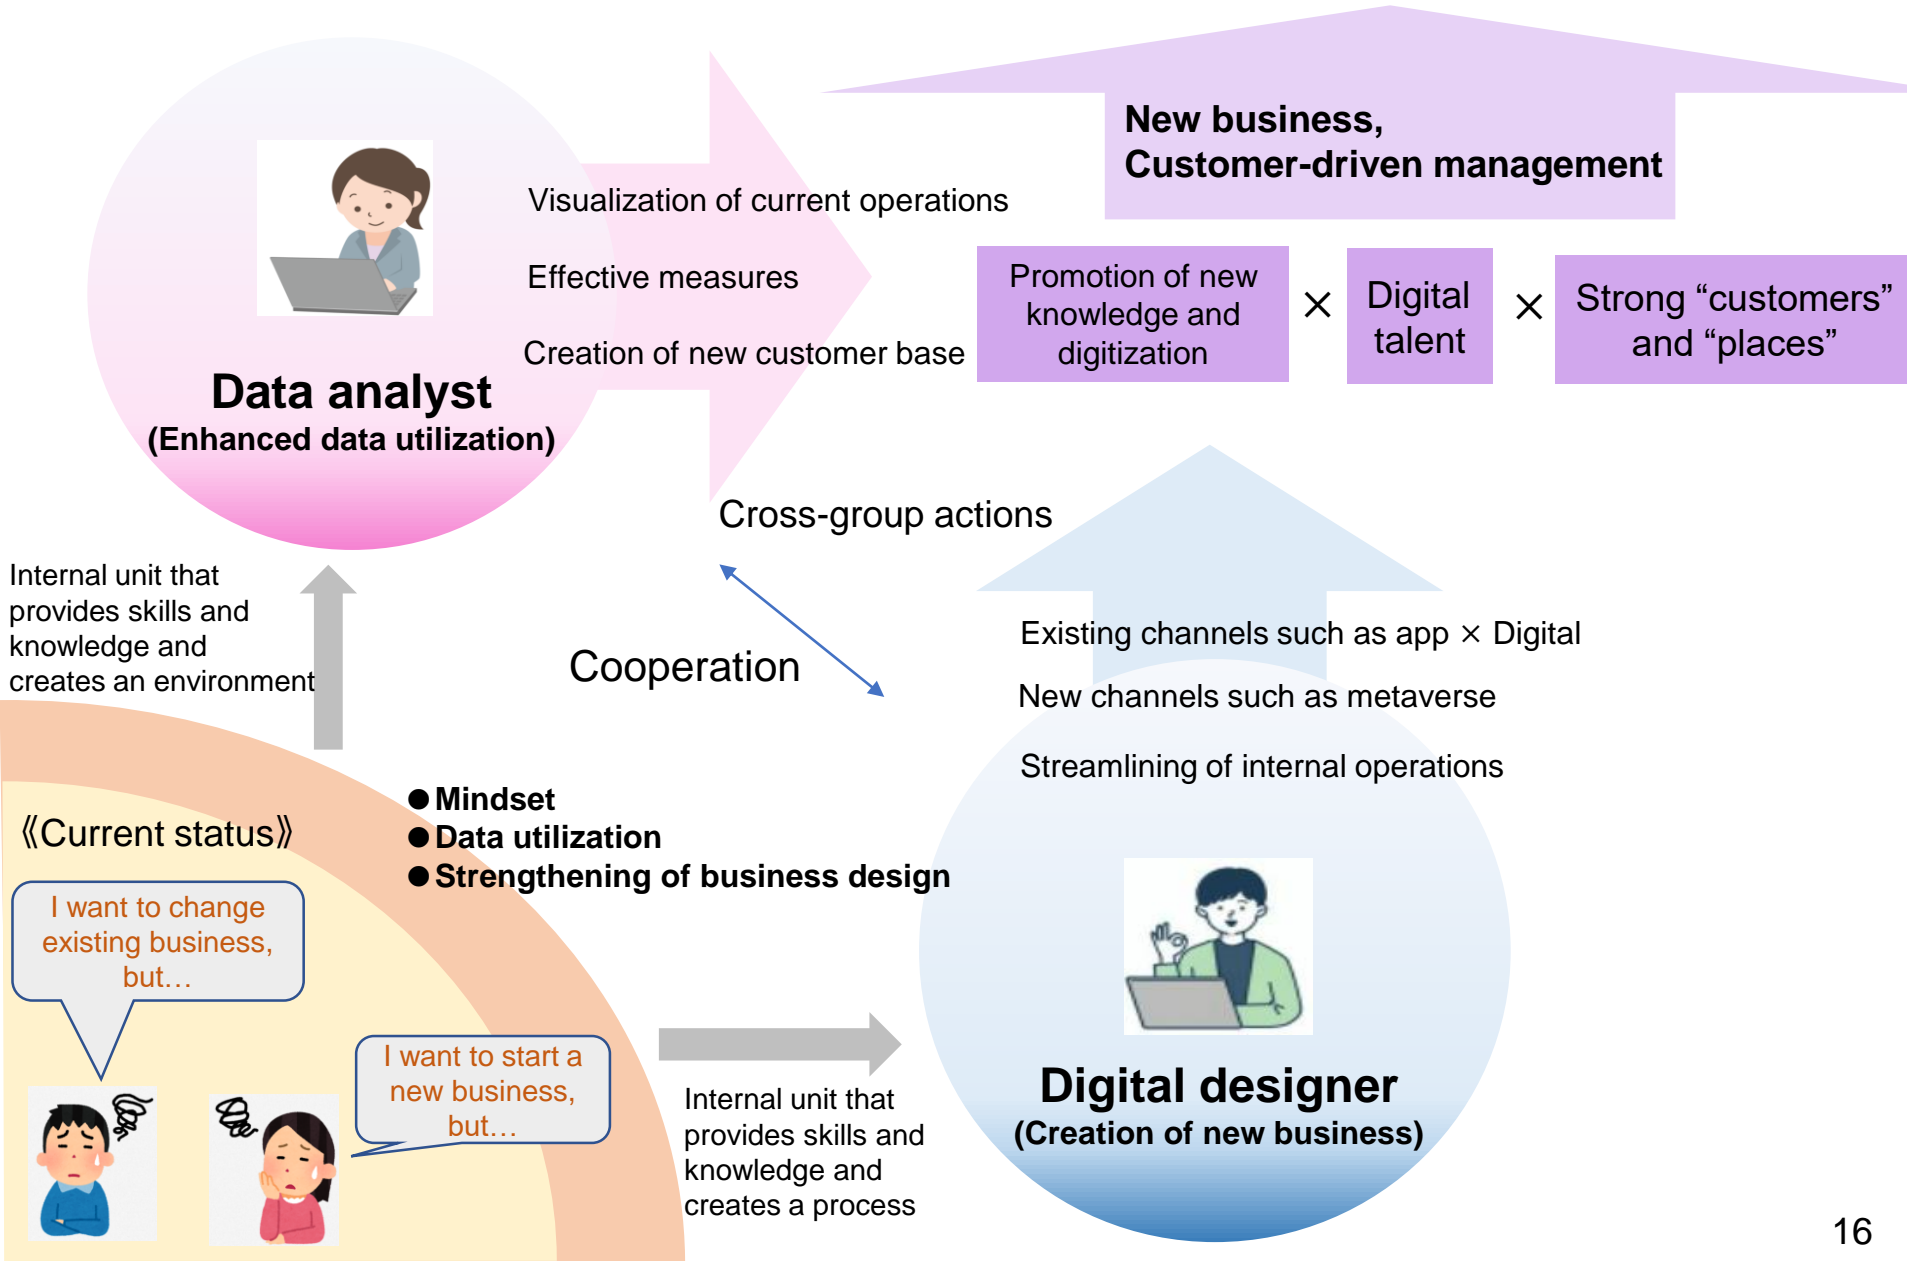 New business,
Customer-driven management
Visualization of current operations
Effective measures
Creation of new customer base
Data analyst
(Enhanced data utilization)
Promotion of new
knowledge and
digitization
×
Digital
talent
×
Strong “customers”
and “places”
Cross-group actions
Cooperation
Internal unit that
provides skills and
knowledge and
creates an environment
Existing channels such as app × Digital
New channels such as metaverse
Streamlining of internal operations
● Mindset
● Data utilization
● Strengthening of business design
《Current status》
I want to change
existing business,
but…
I want to start a
new business,
but…
Internal unit that
provides skills and
knowledge and
creates a process
Digital designer
(Creation of new business)
16